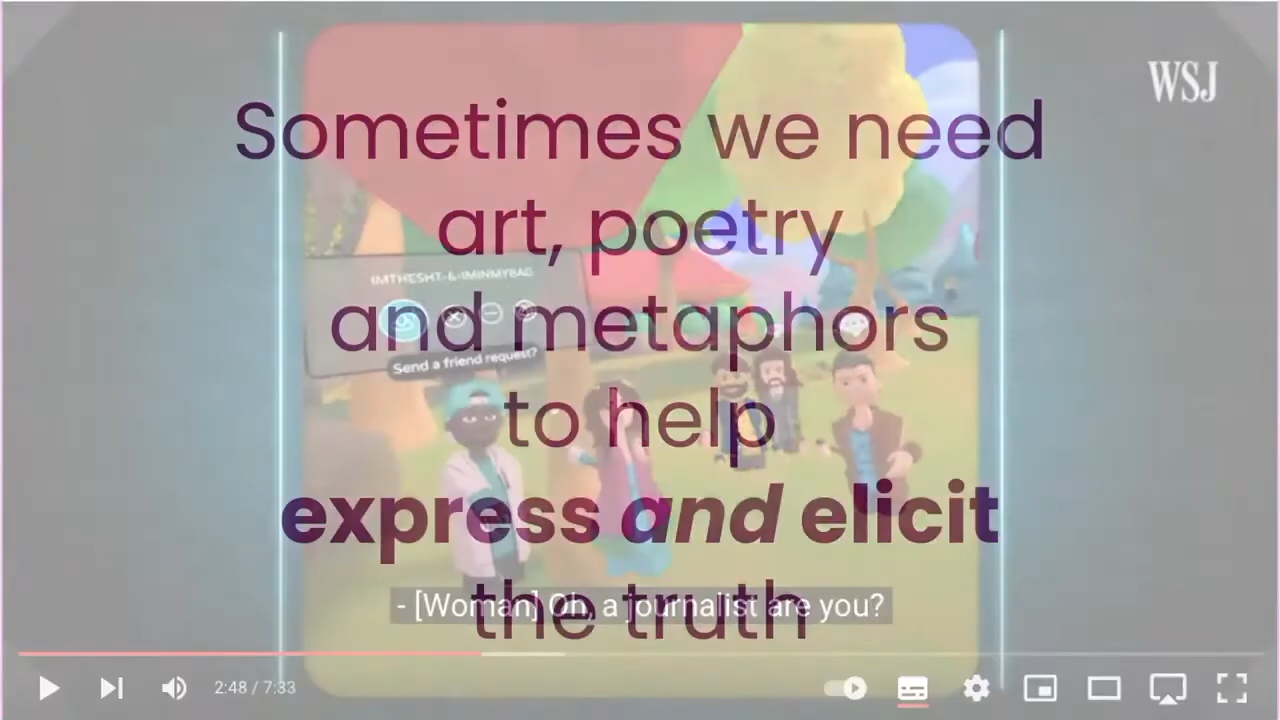 WSJ
Sometimes we need
art, poetry
and metaphors
to help
express and elicit
the truth
IMTHESHT-&-IMINMYBAG
Send a friend request?
- [Woman] Oh, a journalist are you?
2:48 / 7:33